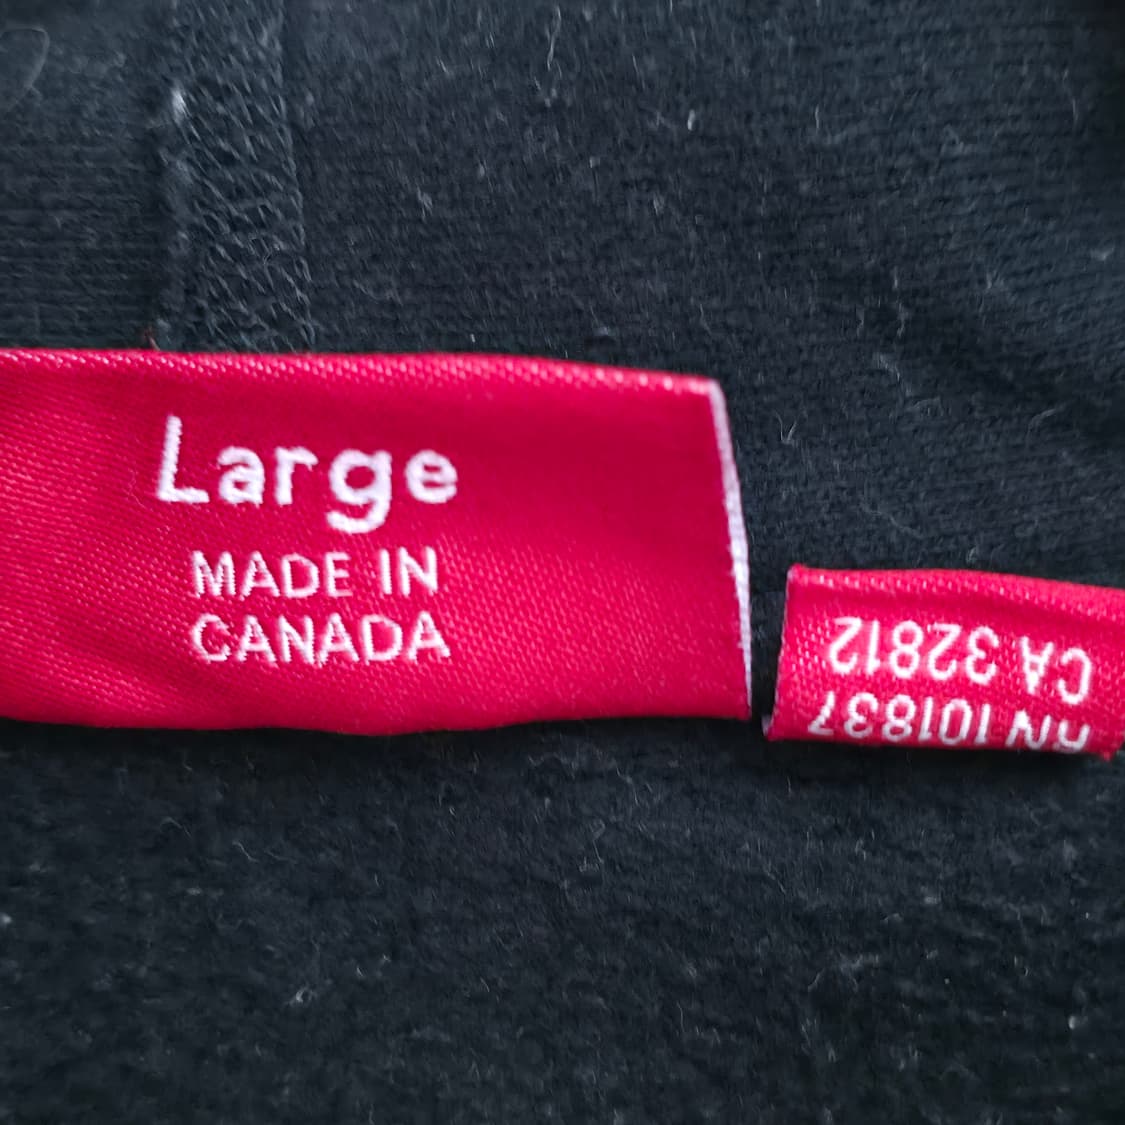 Large
MADE IN
CANADA
RN 101837
CA 32812